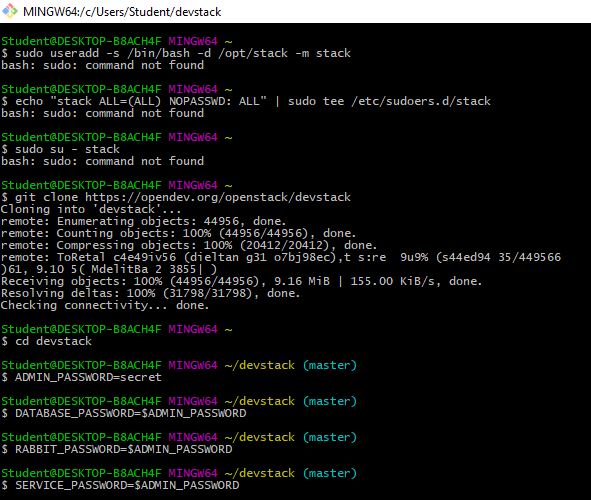 MINGW64:/c/Users/Student/devstack
Student@DESKTOP-B8ACH4F MINGW64 ~
$ sudo useradd -s /bin/bash -d /opt/stack -m stack
bash: sudo: command not found
Student@DESKTOP-B8ACH4F MINGW64 ~
$ echo "stack ALL=(ALL) NOPASSWD: ALL" | sudo tee /etc/sudoers.d/stack
bash: sudo: command not found
Student@DESKTOP-B8ACH4F MINGW64 ~
$ sudo su - stack
bash: sudo: command not found
Student@DESKTOP-B8ACH4F MINGW64 ~
$ git clone https://opendev.org/openstack/devstack
Cloning into 'devstack'...
remote: Enumerating objects: 44956, done.
remote: Counting objects: 100% (44956/44956), done.
remote: Compressing objects: 100% (20412/20412), done.
remote: ToRetal c4e49iv56 (dieltan g31 o7bj98ec),t s:re  9u9% (s44ed94 35/449566
)61, 9.10 5( MdelitBa 2 3855| )
Receiving objects: 100% (44956/44956), 9.16 MiB | 155.00 KiB/s, done.
Resolving deltas: 100% (31798/31798), done.
Checking connectivity... done.
Student@DESKTOP-B8ACH4F MINGW64 ~
$ cd devstack
Student@DESKTOP-B8ACH4F MINGW64 ~/devstack (master)
$ ADMIN_PASSWORD=secret
Student@DESKTOP-B8ACH4F MINGW64 ~/devstack (master)
$ DATABASE_PASSWORD=$ADMIN_PASSWORD
Student@DESKTOP-B8ACH4F MINGW64 ~/devstack (master)
$ RABBIT_PASSWORD=$ADMIN_PASSWORD
Student@DESKTOP-B8ACH4F MINGW64 ~/devstack (master)
$ SERVICE_PASSWORD=$ADMIN_PASSWORD